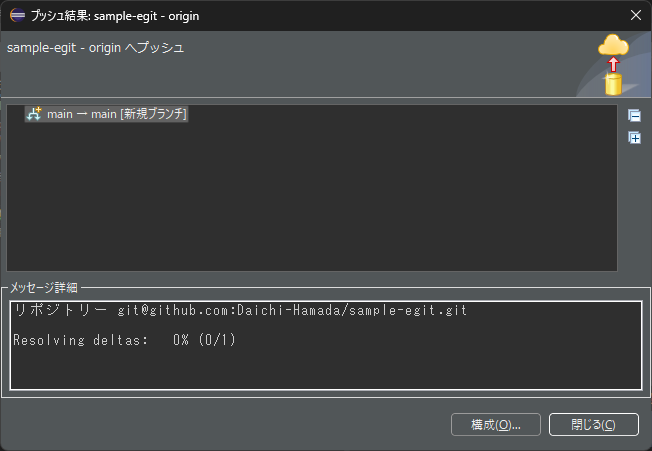 プッシュ結果: sample-egit - origin
sample-egit - origin へプッシュ
main → main [新規ブランチ]
メッセージ詳細
リポジトリー git@github.com:Daichi-Hamada/sample-egit.git
Resolving deltas:   0% (0/1)
構成(O)...
閉じる(C)